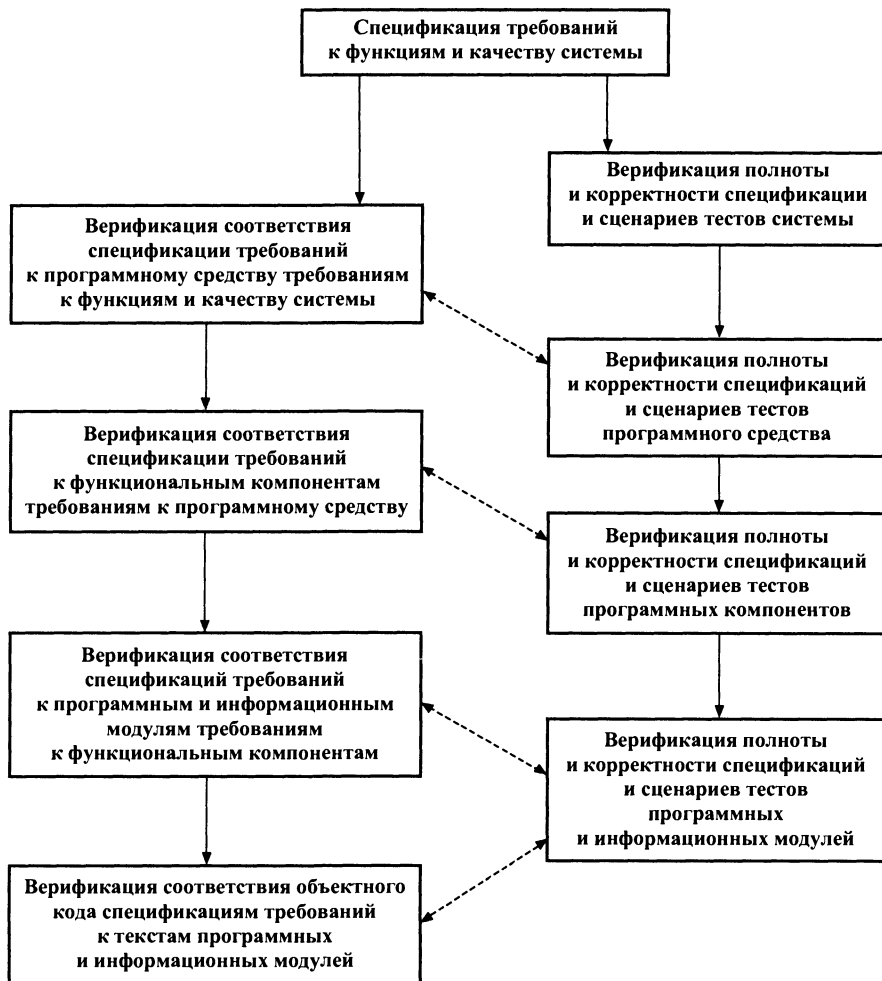 Спецификация требований
к функциям и качеству системы
Верификация полноты
и корректности спецификации
и сценариев тестов системы
Верификация соответствия
спецификации требований
к программному средству требованиям
к функциям и качеству системы
Верификация полноты
и корректности спецификаций
и сценариев тестов
программного средства
Верификация соответствия
спецификации требований
к функциональным компонентам
требованиям к программному средству
Верификация полноты
и корректности спецификаций
и сценариев тестов
программных компонентов
Верификация соответствия
спецификаций требований
к программным и информационным
модулям требованиям
к функциональным компонентам
Верификация полноты
и корректности спецификаций
и сценариев тестов
программных
и информационных модулей
Верификация соответствия объектного
кода спецификациям требований
к текстам программных
и информационных модулей